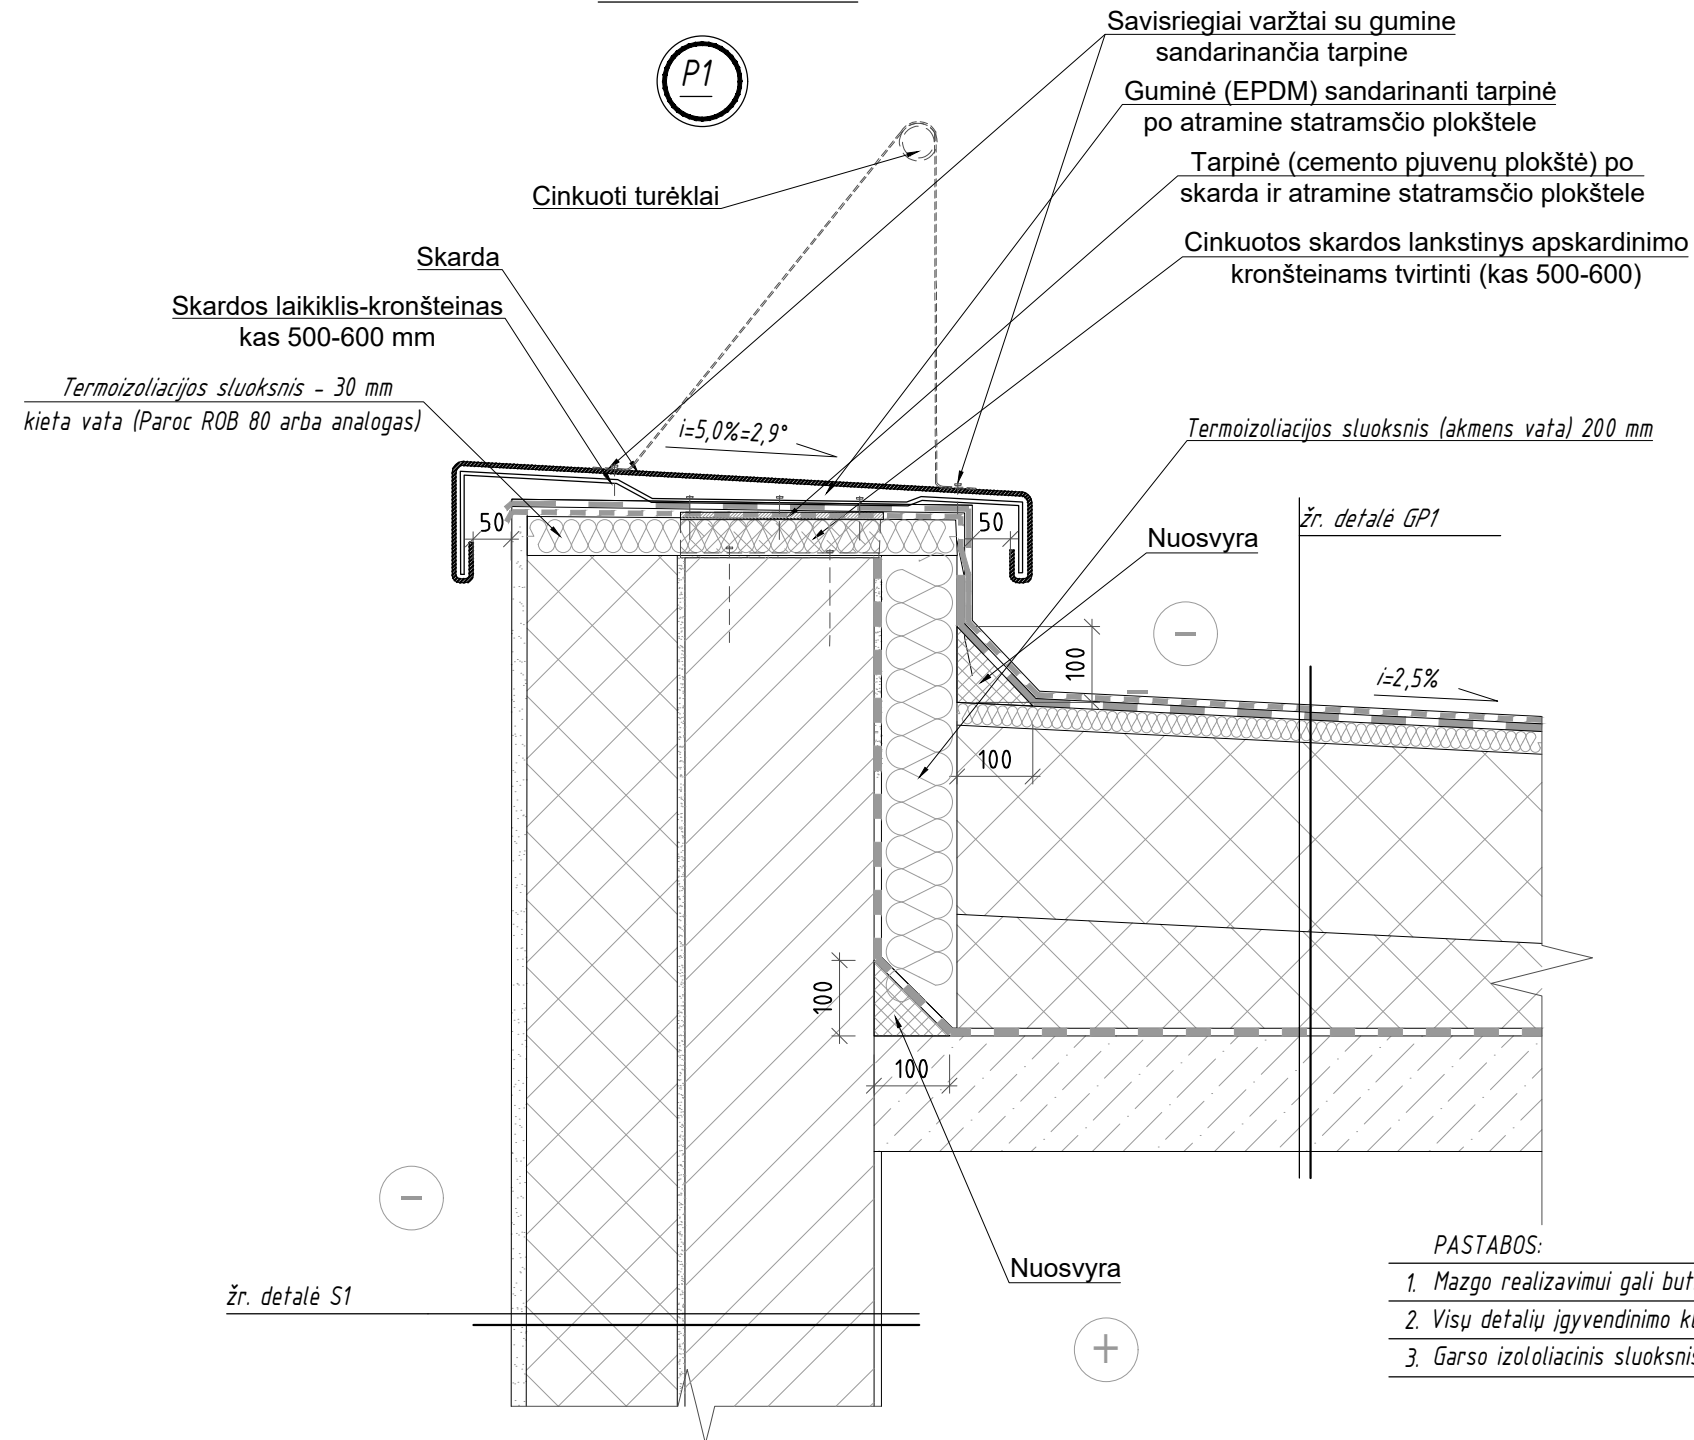 P1
Savisriegiai varžtai su gumine
sandarinančia tarpine
Guminė (EPDM) sandarinanti tarpinė
po atramine statramsčio plokštele
Tarpinė (cemento pjuvenų plokštė) po
skarda ir atramine statramsčio plokštele
Cinkuotos skardos lankstinys apskardinimo
kronšteinams tvirtinti (kas 500-600)
Cinkuoti turėklai
Skarda
Skardos laikiklis-kronšteinas
kas 500-600 mm
Termoizoliacijos sluoksnis - 30 mm
kieta vata (Paroc ROB 80 arba analogas)
i=5,0%=2,9°
Termoizoliacijos sluoksnis (akmens vata) 200 mm
50
50
žr. detalė GP1
Nuosvyra
100
i=2,5%
100
100
100
Nuosvyra
žr. detalė S1
PASTABOS:
1. Mazgo realizavimui gali but
2. Visų detalių įgyvendinimo
3. Garso izololiacinis sluoksnis